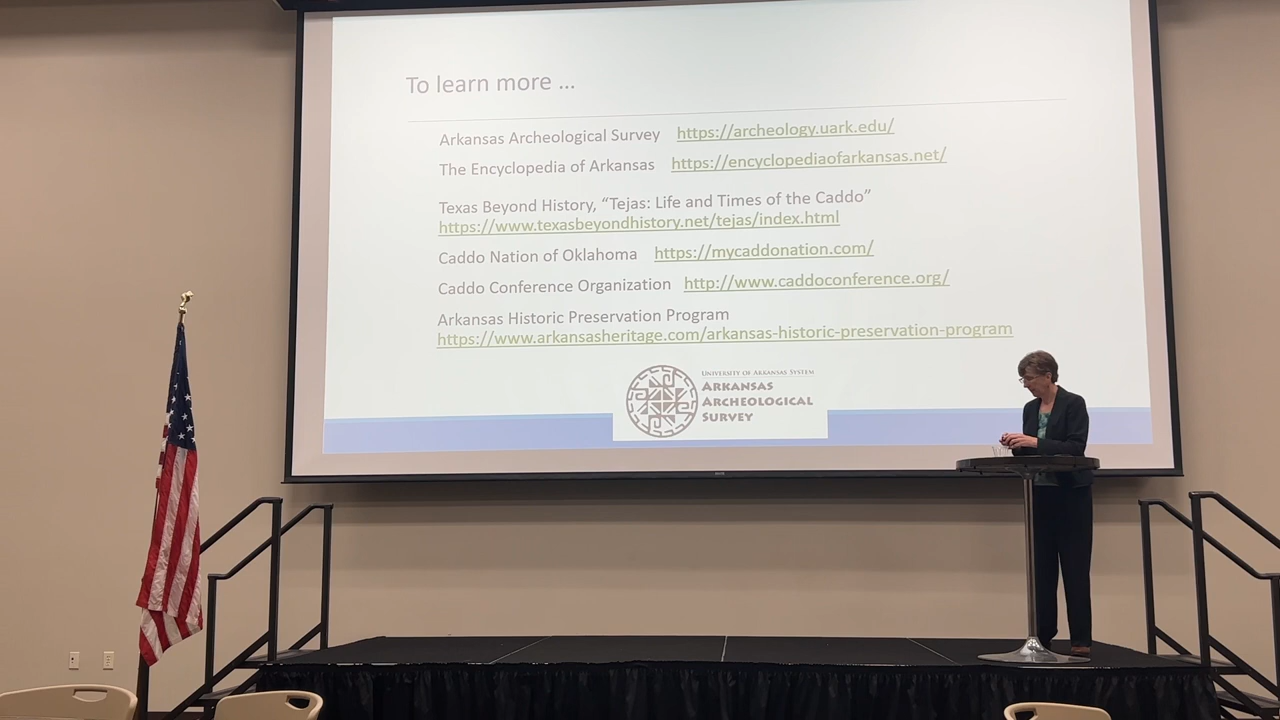 To learn more ...
Arkansas Archeological Survey https://archeology.uark.edu/
The Encyclopedia of Arkansas https://encyclopediaofarkansas.net/
Texas Beyond History, “Tejas: Life and Times of the Caddo”
https://www.texasbeyondhistory.net/tejas/index.html
Caddo Nation of Oklahoma https://mycaddonation.com/
Caddo Conference Organization http://www.caddoconference.org/
Arkansas Historic Preservation Program
https://www.arkansasheritage.com/arkansas-historic-preservation-program
UNIVERSITY OF ARKANSAS SYSTEM
ARKANSAS
ARCHEOLOGICAL
SURVEY